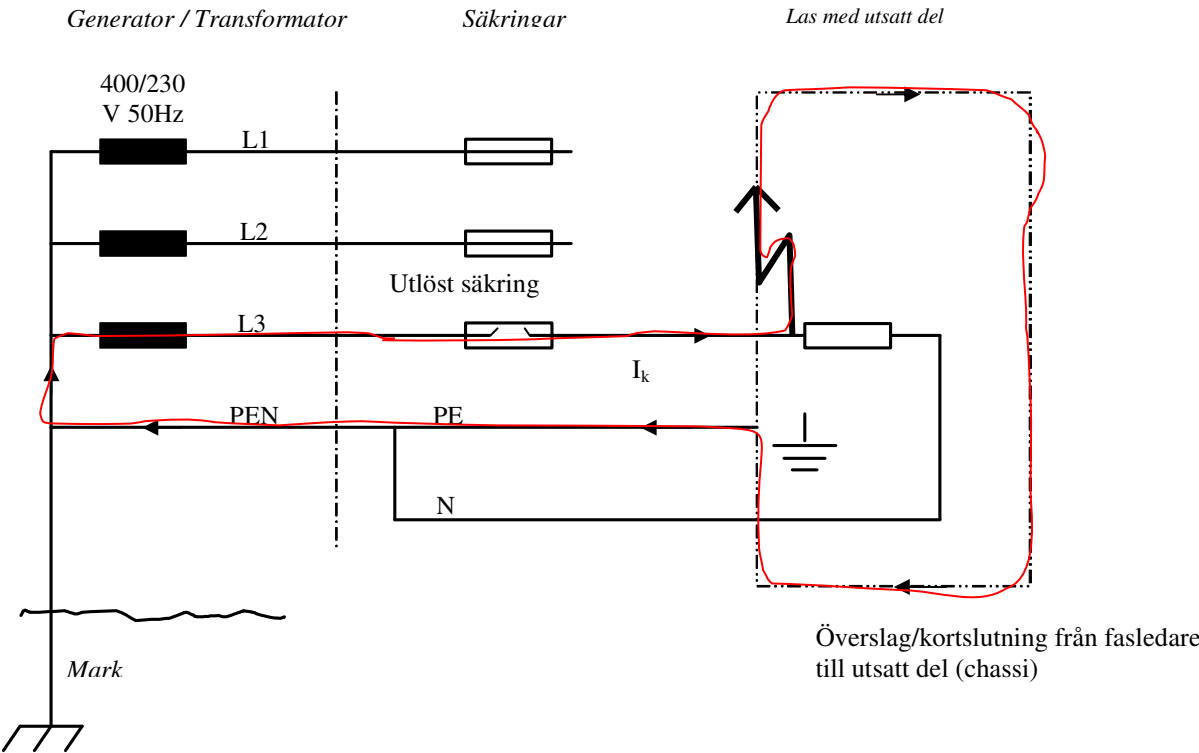 Generator / Transformator
Säkringar
Las med utsatt del
400/230
V 50Hz
L1
L2
Utlöst säkring
L3
Ik
PEN
PE
N
Mark
Överslag/kortslutning från fasledare
till utsatt del (chassi)